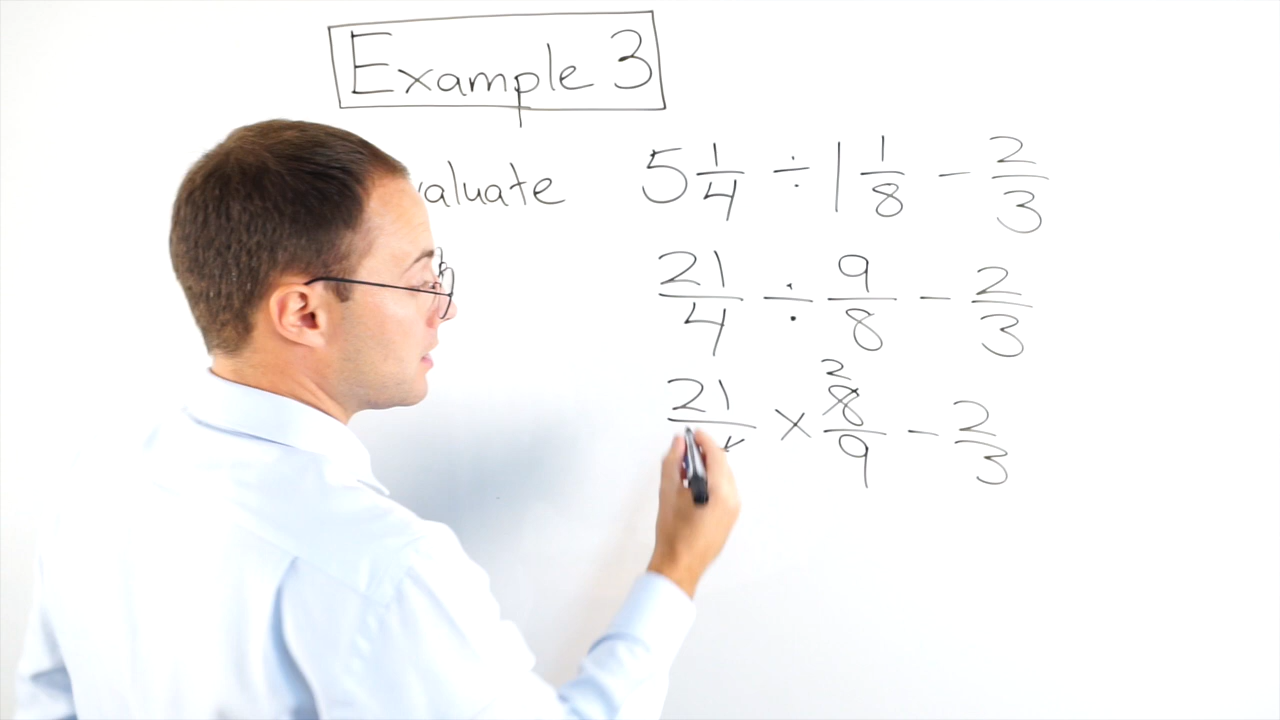 Example 3
valuate 5 1/4 ÷ 1 1/8 - 2/3
21/4 ÷ 9/8 - 2/3
2
21 × 8/9 - 2/3